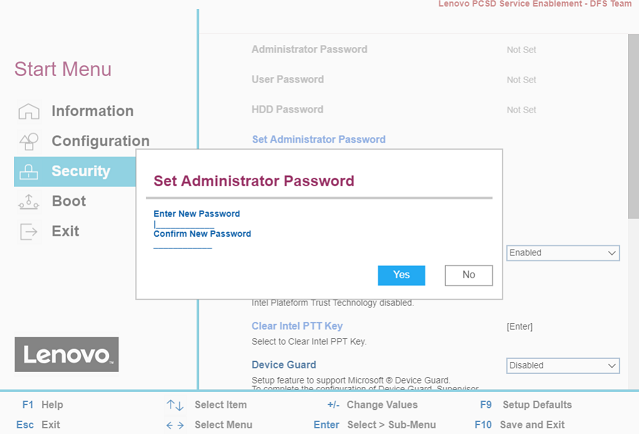 Lenovo PCSD Service Enablement - DFS Team
Start Menu
Information
Configuration
Security
Boot
Exit
Lenovo
Administrator Password Not Set
User Password Not Set
HDD Password Not Set
Set Administrator Password
Set Administrator Password
Enter New Password
Confirm New Password
Yes No
Enabled
Intel Plateform Trust Technology disabled.
Clear Intel PTT Key [Enter]
Select to Clear Intel PPT Key.
Device Guard Disabled
Setup feature to support Microsoft ® Device Guard.
To complete the configuration of Device Guard, Supervisor
F1 Help ↑↓ Select Item +/- Change Values F9 Setup Defaults
Esc Exit ←→ Select Menu Enter Select > Sub-Menu F10 Save and Exit